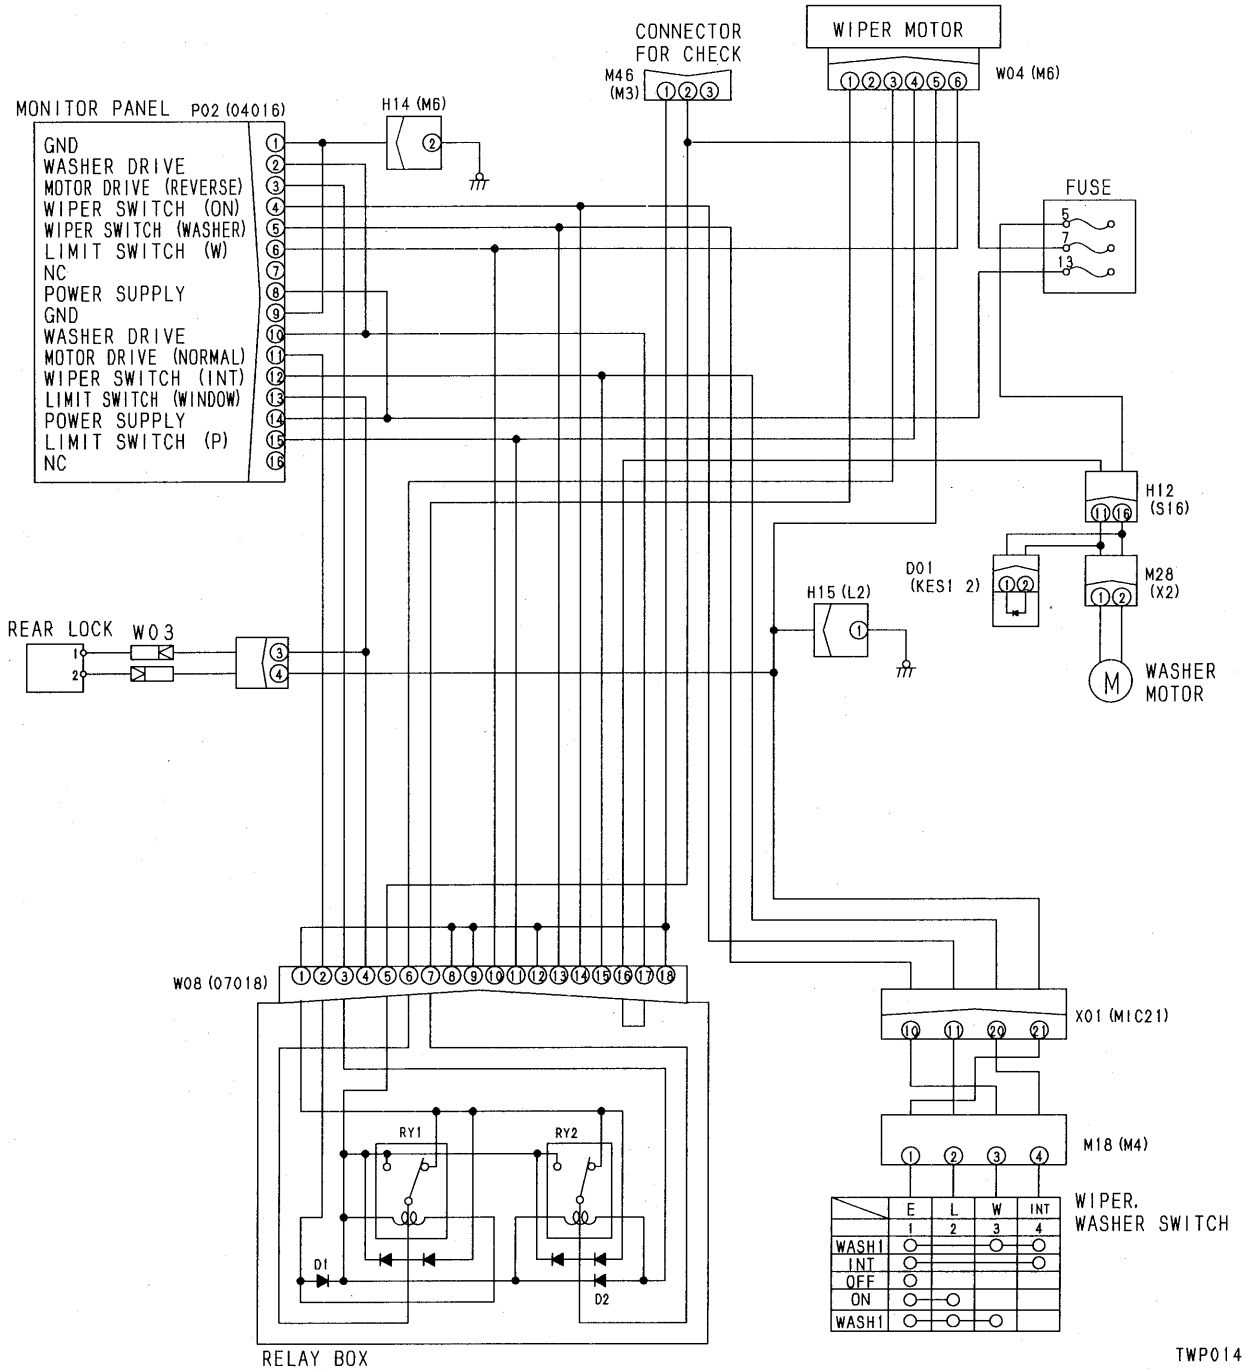 CONNECTOR
FOR CHECK
M46
(M3)
1 2 3
WIPER MOTOR
1 2 3 4 5 6
W04 (M6)
MONITOR PANEL P02 (04016)
GND 1
WASHER DRIVE 2
MOTOR DRIVE (REVERSE) 3
WIPER SWITCH (ON) 4
WIPER SWITCH (WASHER) 5
LIMIT SWITCH (W) 6
NC 7
POWER SUPPLY 8
GND 9
WASHER DRIVE 10
MOTOR DRIVE (NORMAL) 11
WIPER SWITCH (INT) 12
LIMIT SWITCH (WINDOW) 13
POWER SUPPLY 14
LIMIT SWITCH (P) 15
NC 16
H14 (M6)
2
FUSE
5
7
13
H12
(S16)
11 16
D01
(KES1 2)
1 2
M28
(X2)
1 2
M
WASHER
MOTOR
H15 (L2)
1
REAR LOCK W03
1
2
3
4
W08 (07018)
1 2 3 4 5 6 7 8 9 10 11 12 13 14 15 16 17 18
RY1
RY2
D1
D2
RELAY BOX
X01 (MIC21)
10 11 20 21
M18 (M4)
1 2 3 4
WIPER,
WASHER SWITCH
E L W INT
1 2 3 4
WASH1
INT
OFF
ON
WASH1
TWP014